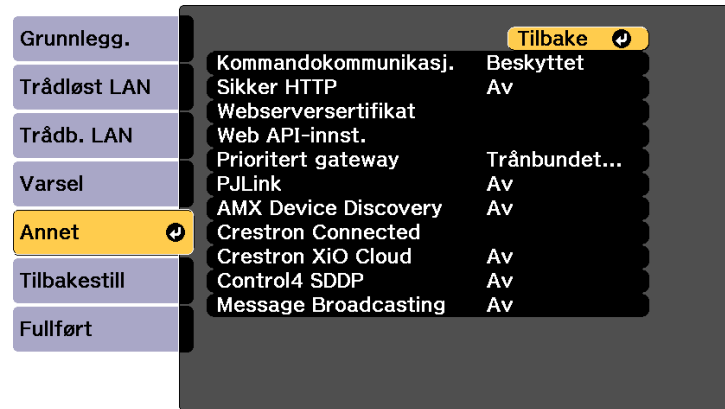 Grunnlegg.
Trådløst LAN
Trådb. LAN
Varsel
Annet
Tilbakestill
Fullført
Tilbake
Kommandokommunikasj. Beskyttet
Sikker HTTP Av
Webserversertifikat
Web API-innst.
Prioritert gateway Trånbundet...
PJLink Av
AMX Device Discovery Av
Crestron Connected
Crestron XiO Cloud Av
Control4 SDDP Av
Message Broadcasting Av